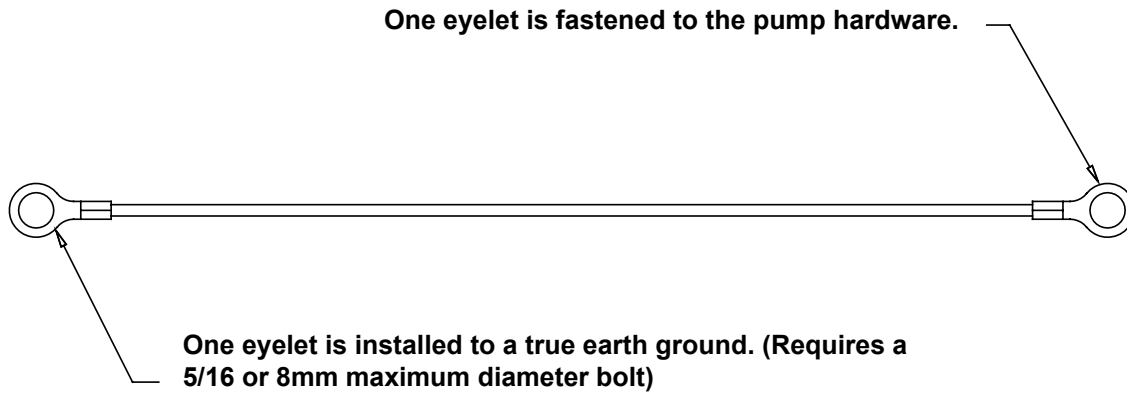 One eyelet is fastened to the pump hardware.
One eyelet is installed to a true earth ground. (Requires a
5/16 or 8mm maximum diameter bolt)